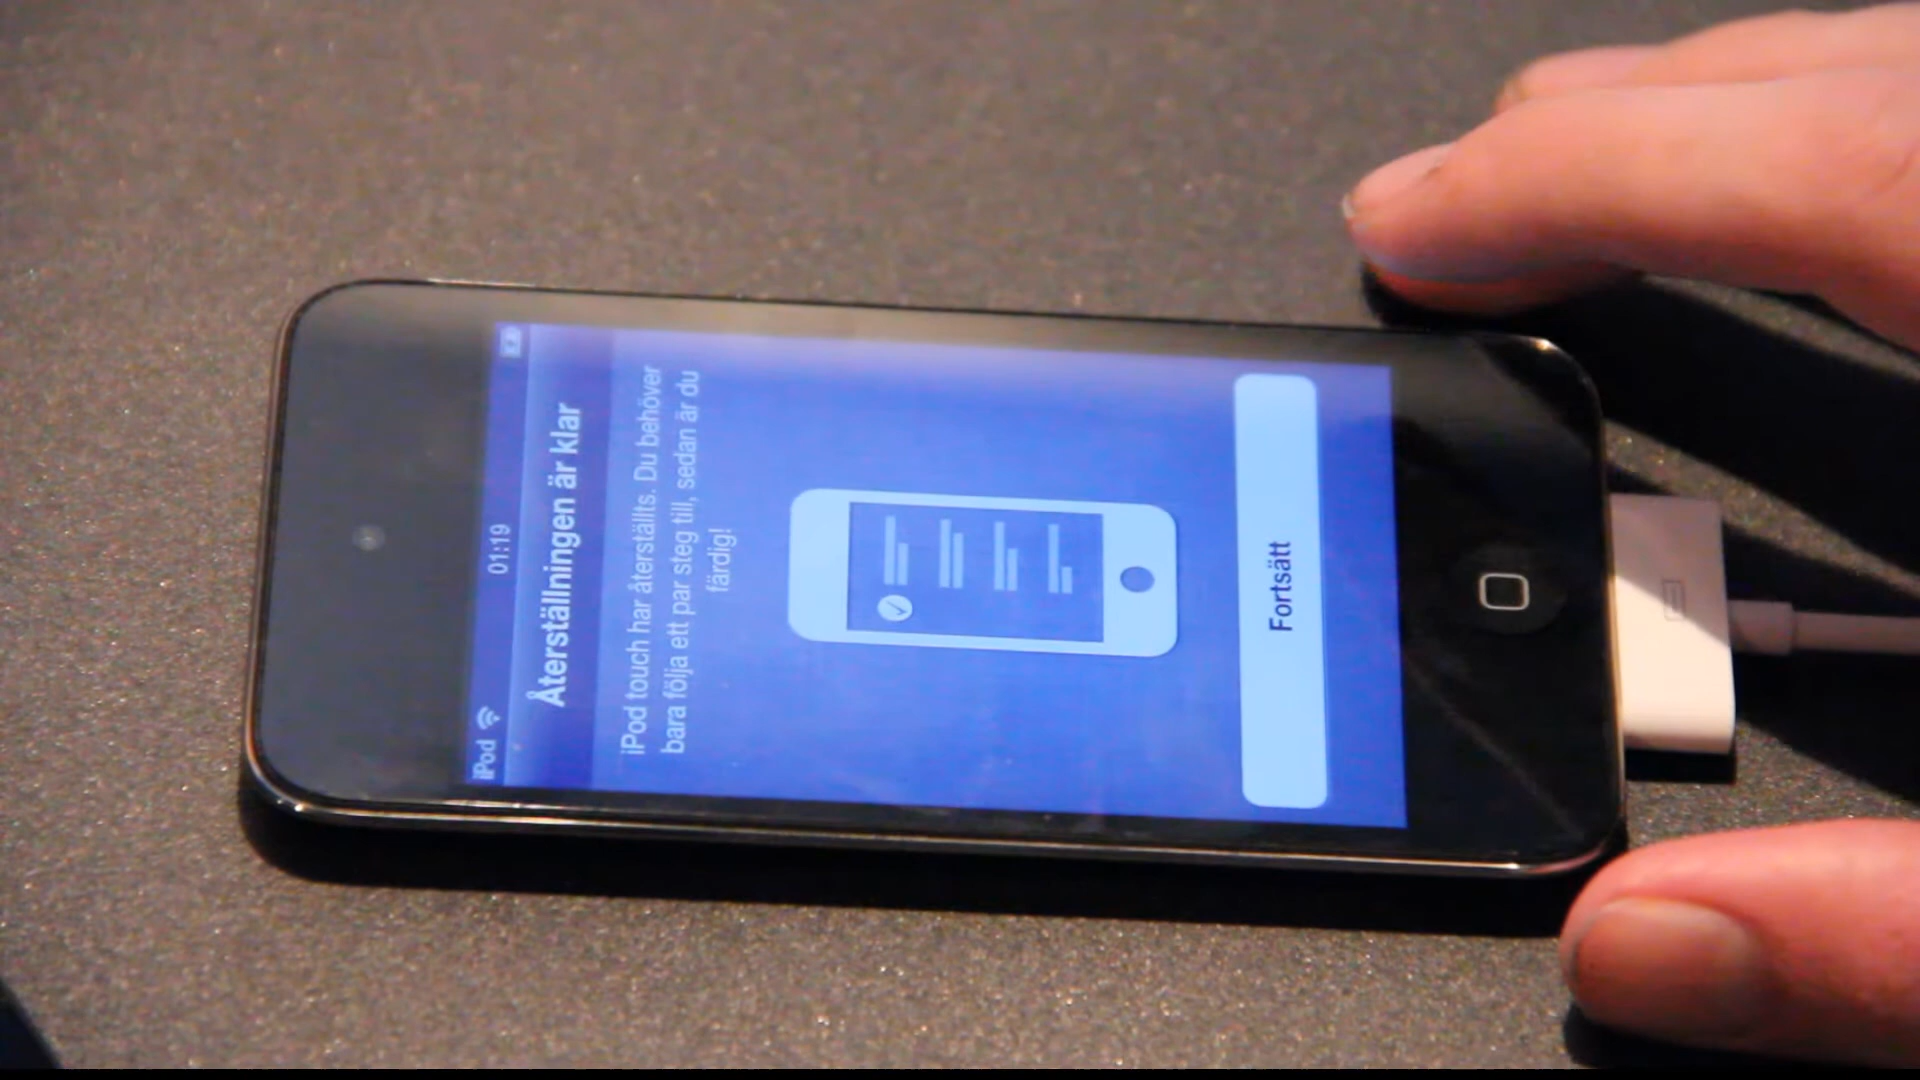 iPod 01:19
Återställningen är klar
iPod touch har återställts. Du behöver
bara följa ett par steg till, sedan är du
färdig!
Fortsätt